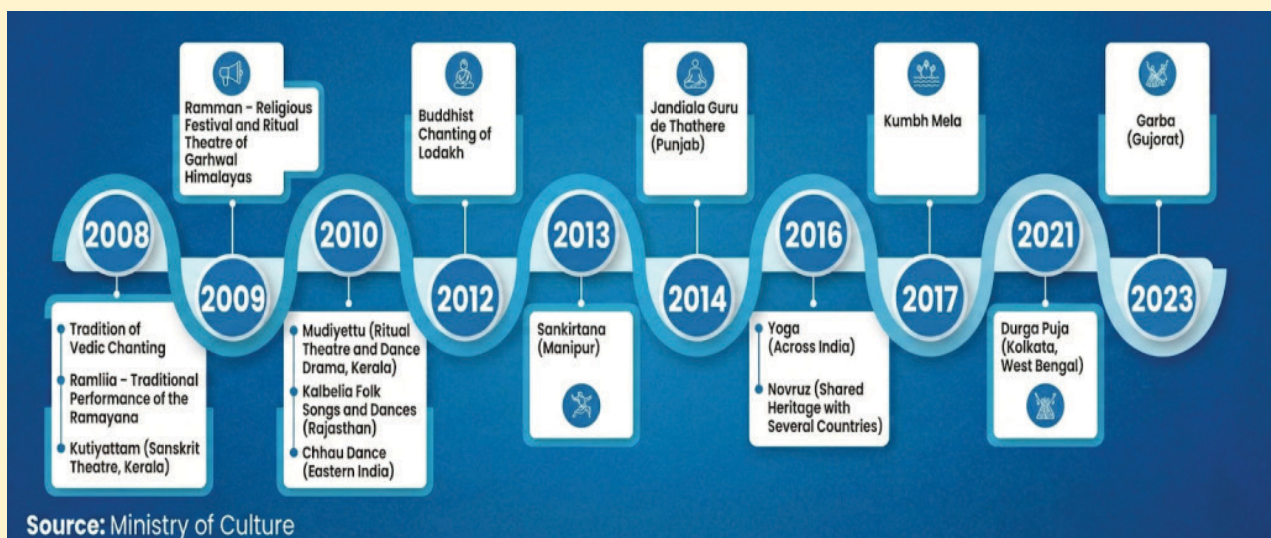 2008
Tradition of
Vedic Chanting
Ramliia – Traditional
Performance of the
Ramayana
Kutiyattam (Sanskrit
Theatre, Kerala)
Ramman – Religious
Festival and Ritual
Theatre of
Garhwal
Himalayas
2009
2010
Mudiyettu (Ritual
Theatre and Dance
Drama, Kerala)
Kalbelia Folk
Songs and Dances
(Rajasthan)
Chhau Dance
(Eastern India)
Buddhist
Chanting of
Lodakh
2012
2013
Sankirtana
(Manipur)
Jandiala Guru
de Thathere
(Punjab)
2014
2016
Yoga
(Across India)
Novruz (Shared
Heritage with
Several Countries)
Kumbh Mela
2017
2021
Durga Puja
(Kolkata,
West Bengal)
Garba
(Gujorat)
2023
Source: Ministry of Culture